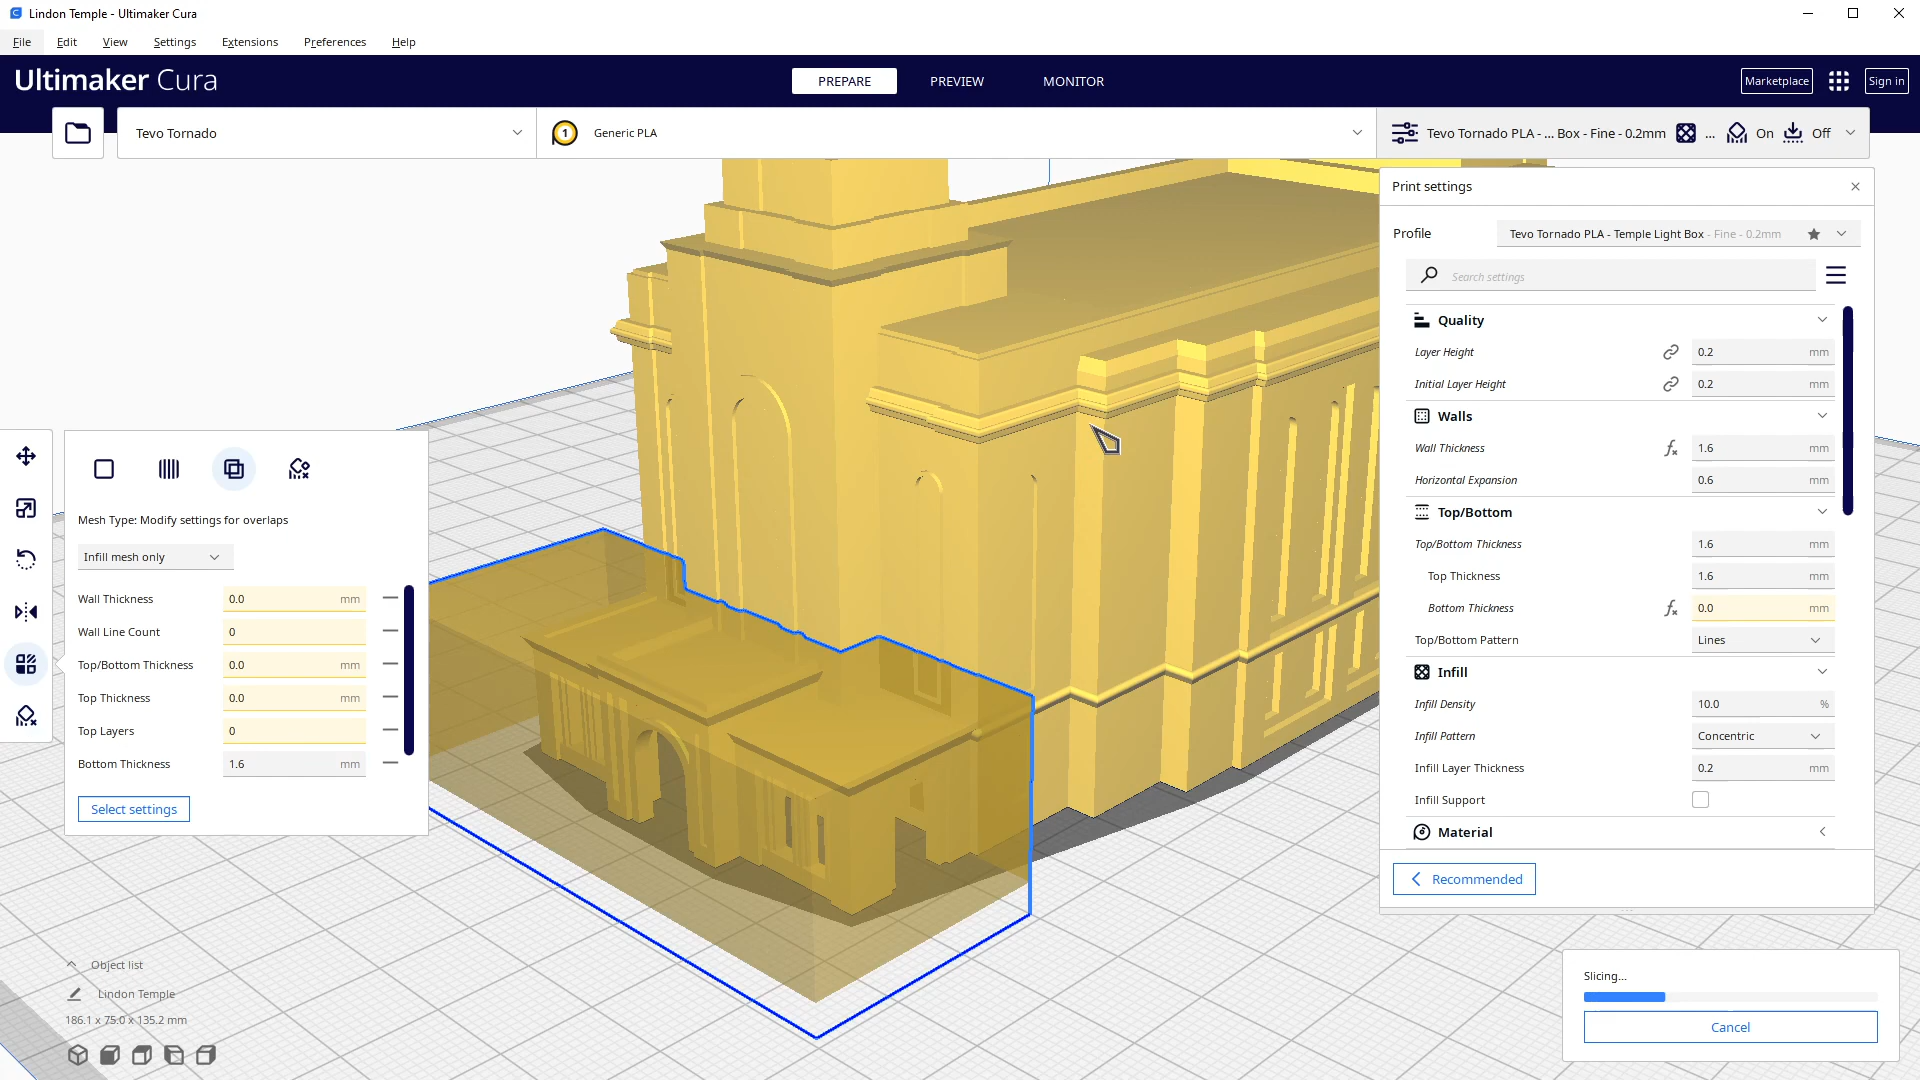 Lindon Temple - Ultimaker Cura
File Edit View Settings Extensions Preferences Help
Ultimaker Cura
PREPARE PREVIEW MONITOR
Marketplace Sign in
Tevo Tornado
1 Generic PLA
Tevo Tornado PLA - ... Box - Fine - 0.2mm ... On Off
Print settings
Profile Tevo Tornado PLA - Temple Light Box - Fine - 0.2mm
Search settings
Quality
Layer Height 0.2 mm
Initial Layer Height 0.2 mm
Walls
Wall Thickness 1.6 mm
Horizontal Expansion 0.6 mm
Top/Bottom
Top/Bottom Thickness 1.6 mm
Top Thickness 1.6 mm
Bottom Thickness 0.0 mm
Top/Bottom Pattern Lines
Infill
Infill Density 10.0 %
Infill Pattern Concentric
Infill Layer Thickness 0.2 mm
Infill Support
Material
Recommended
Mesh Type: Modify settings for overlaps
Infill mesh only
Wall Thickness 0.0 mm
Wall Line Count 0
Top/Bottom Thickness 0.0 mm
Top Thickness 0.0 mm
Top Layers 0
Bottom Thickness 1.6 mm
Select settings
Object list
Lindon Temple
186.1 x 75.0 x 135.2 mm
Slicing...
Cancel